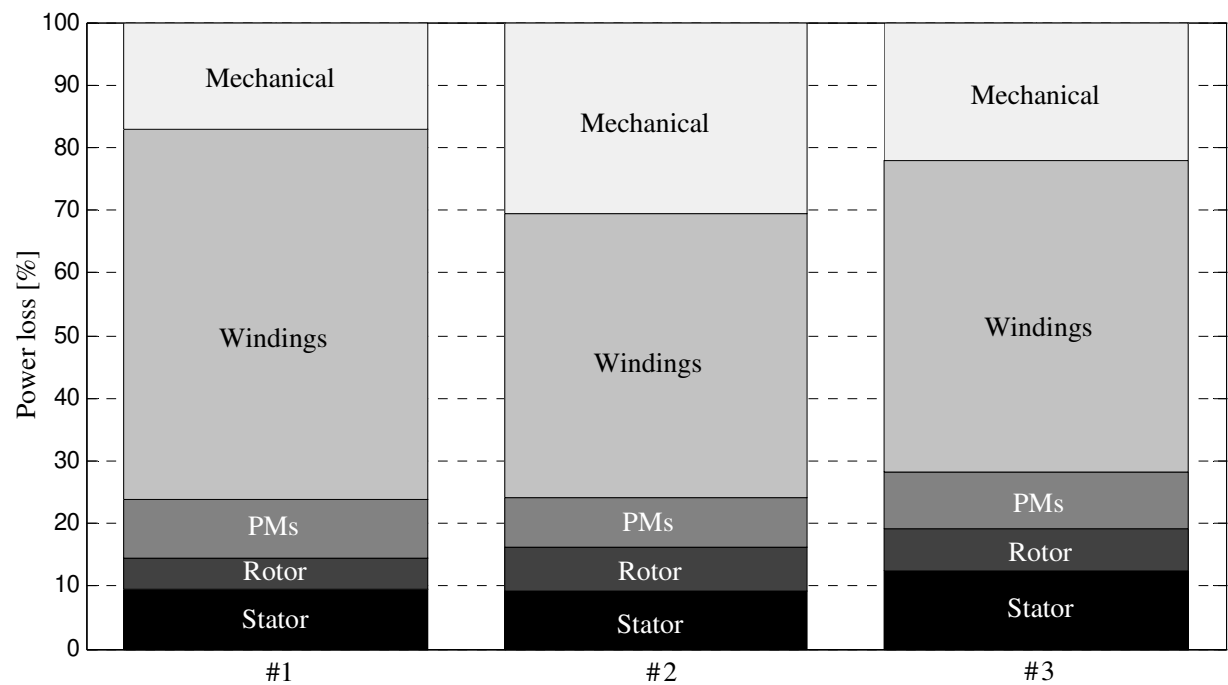 100
90
80
70
60
50
40
30
20
10
0
Power loss [%]
Mechanical
Windings
PMs
Rotor
Stator
Mechanical
Windings
PMs
Rotor
Stator
Mechanical
Windings
PMs
Rotor
Stator
#1
#2
#3